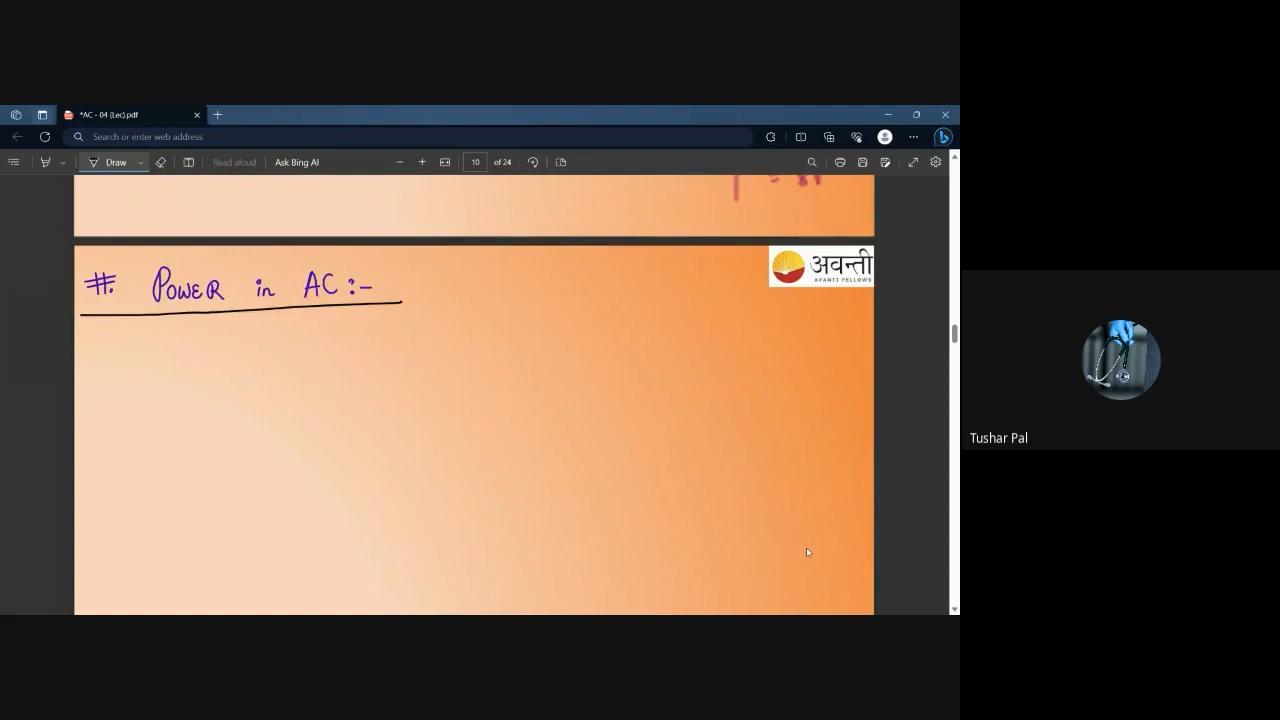 *AC - 04 (Lec).pdf
Search or enter web address
Draw
Read aloud
Ask Bing AI
10 of 24
= 84
#. POWER in AC :-
अवन्ती
AVANTI FELLOWS
Tushar Pal